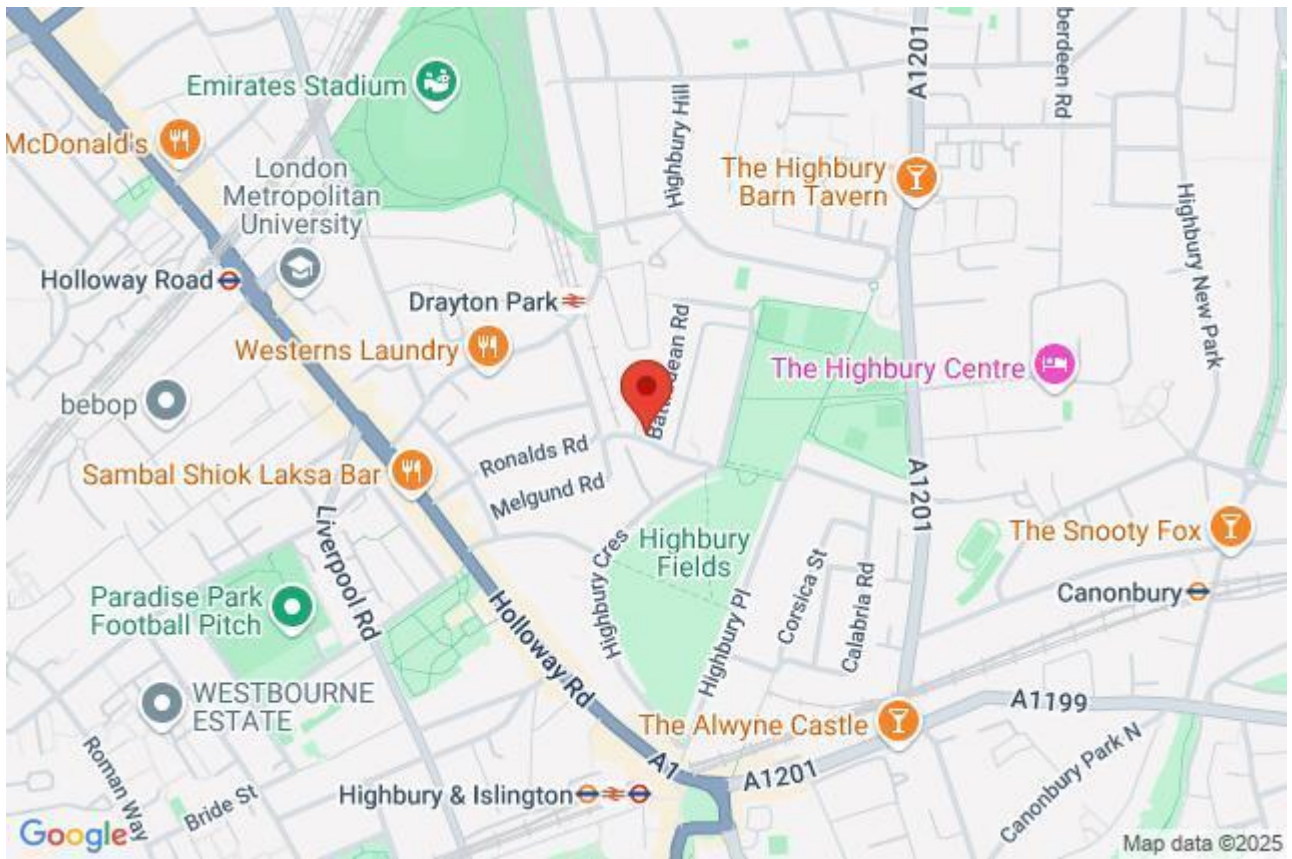 Emirates Stadium
McDonald's
London
Metropolitan
University
Holloway Road
Drayton Park
Westerns Laundry
bebop
Sambal Shiok Laksa Bar
Ronalds Rd
Melgund Rd
Liverpool Rd
Paradise Park
Football Pitch
WESTBOURNE
ESTATE
Roman Way
Bride St
Highbury & Islington
Holloway Rd
A1
Highbury Cres
Highbury
Fields
Highbury Pl
Corsica St
Calabria Rd
Highbury Hill
The Highbury
Barn Tavern
A1201
Highbury New Park
The Highbury Centre
A1201
The Snooty Fox
Canonbury
A1199
The Alwyne Castle
A1201
Canonbury Park N
Google
Map data ©2025